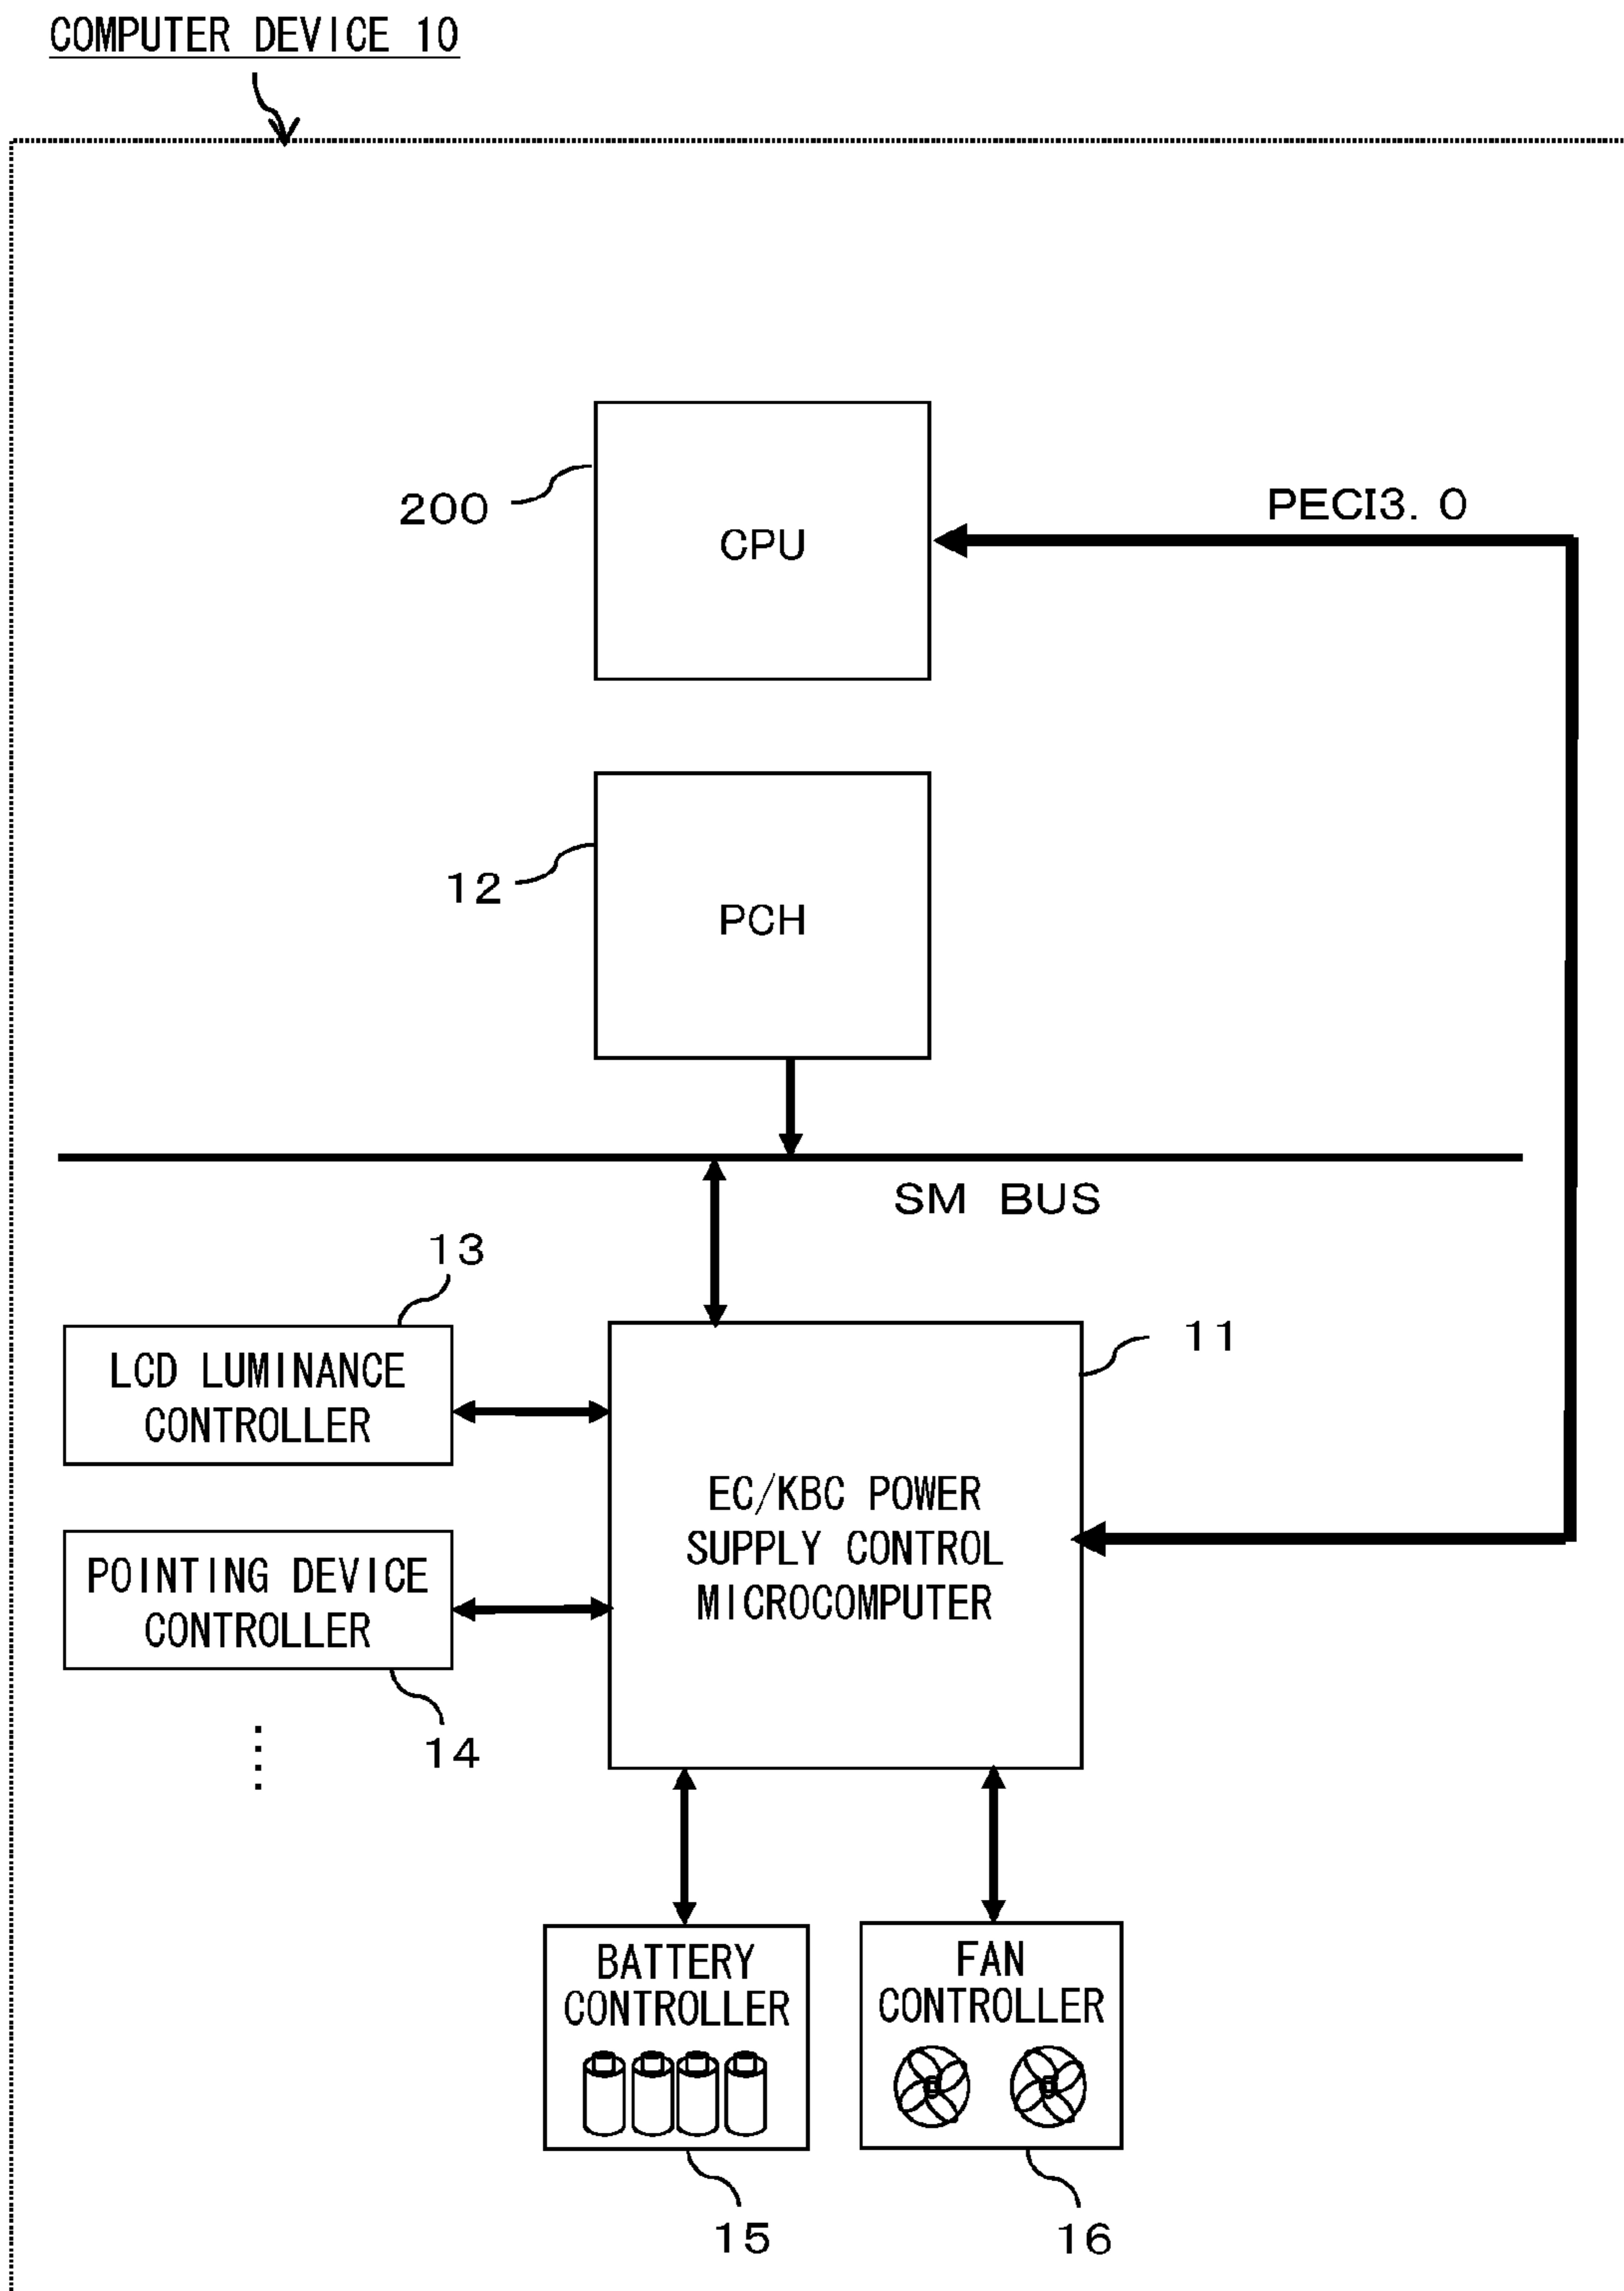 COMPUTER DEVICE 10
200
CPU
PECI3. 0
12
PCH
SM BUS
13
11
LCD LUMINANCE
CONTROLLER
EC/KBC POWER
SUPPLY CONTROL
MICROCOMPUTER
POINTING DEVICE
CONTROLLER
14
BATTERY
CONTROLLER
FAN
CONTROLLER
15
16